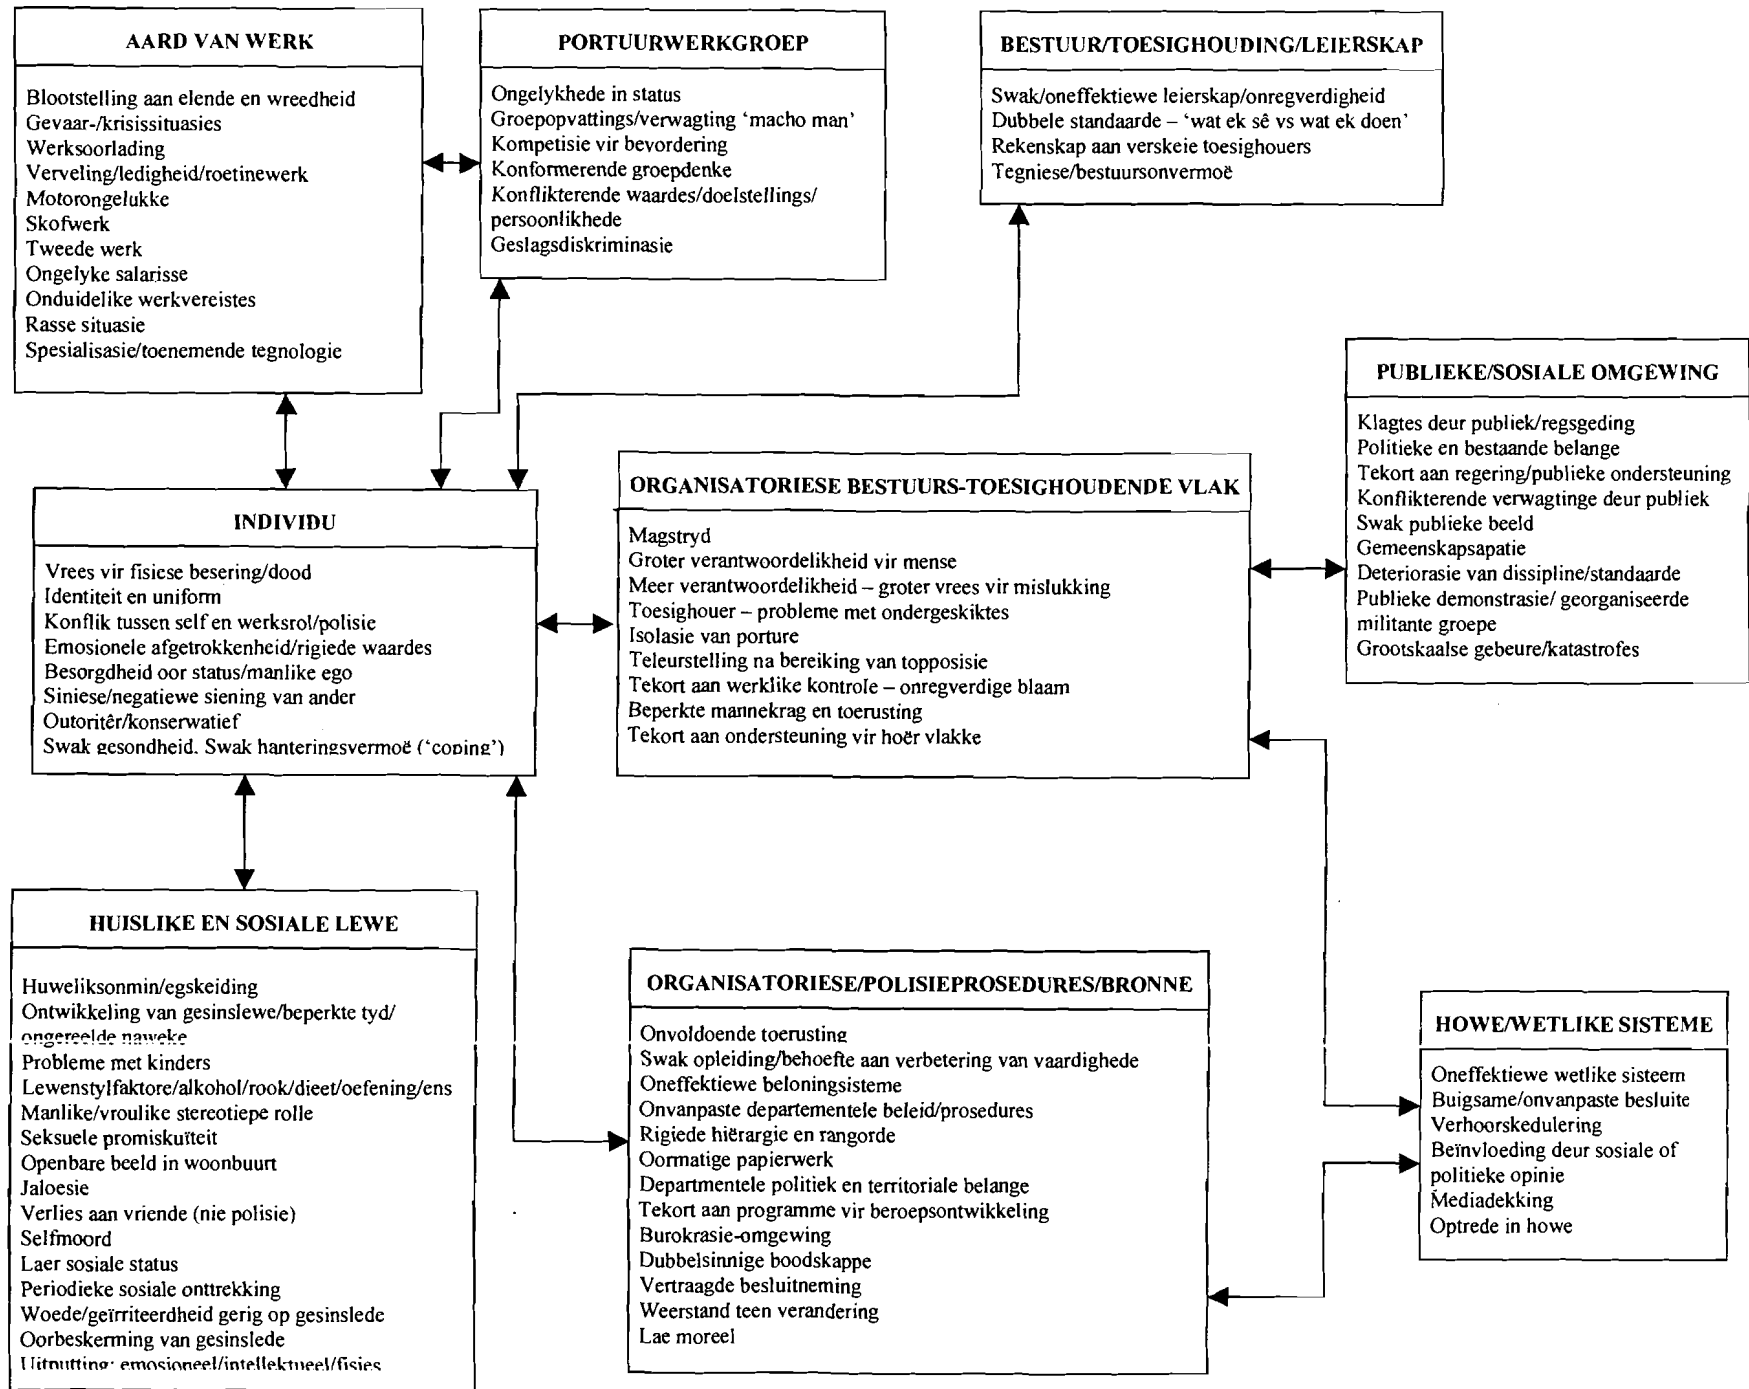 AARD VAN WERK
Blootstelling aan elende en wreedheid
Gevaar-/krisissituasies
Werksoorlading
Verveling/ledigheid/roetinewerk
Motorongelukke
Skofwerk
Tweede werk
Ongelyke salarisse
Onduidelike werkvereistes
Rasse situasie
Spesialisasie/toenemende tegnologie
PORTUURWERKGROEP
Ongelykhede in status
Groepopvattings/verwagting ‘macho man’
Kompetisie vir bevordering
Konformerende groepdenke
Konflikterende waardes/doelstellings/
persoonlikhede
Geslagsdiskriminasie
BESTUUR/TOESIGHOUDING/LEIERSKAP
Swak/oneffektiewe leierskap/onregverdigheid
Dubbele standaarde – ‘wat ek sê vs wat ek doen’
Rekenskap aan verskeie toesighouers
Tegniese/bestuursonvermoë
PUBLIEKE/SOSIALE OMGEWING
Klagtes deur publiek/regsgeding
Politieke en bestaande belange
Tekort aan regering/publieke ondersteuning
Konflikterende verwagtinge deur publiek
Swak publieke beeld
Gemeenskapsapatie
Deteriorasie van dissipline/standaarde
Publieke demonstrasie/ georganiseerde
militante groepe
Grootskaalse gebeure/katastrofes
INDIVIDU
Vrees vir fisiese besering/dood
Identiteit en uniform
Konflik tussen self en werksrol/polisie
Emosionele afgetrokkenheid/rigiede waardes
Besorgdheid oor status/manlike ego
Siniese/negatiewe siening van ander
Outoritêr/konserwatief
Swak gesondheid. Swak hanteringsvermoë (‘coping’)
ORGANISATORIESE BESTUURS-TOESIGHOUDENDE VLAK
Magstryd
Groter verantwoordelikheid vir mense
Meer verantwoordelikheid – groter vrees vir mislukking
Toesighouer – probleme met ondergeskiktes
Isolasie van porture
Teleurstelling na bereiking van topposisie
Tekort aan werklike kontrole – onregverdige blaam
Beperkte mannekrag en toerusting
Tekort aan ondersteuning vir hoër vlakke
HUISLIKE EN SOSIALE LEWE
Huweliksonmin/egskeiding
Ontwikkeling van gesinslewe/beperkte tyd/
ongereelde naweke
Probleme met kinders
Lewenstylfaktore/alkohol/rook/dieet/oefening/ens
Manlike/vroulike stereotiepe rolle
Seksuele promiskuïteit
Openbare beeld in woonbuurt
Jaloesie
Verlies aan vriende (nie polisie)
Selfmoord
Laer sosiale status
Periodieke sosiale onttrekking
Woede/geïrriteerdheid gerig op gesinslede
Oorbeskerming van gesinslede
Uitputting: emosioneel/intellektueel/fisies
ORGANISATORIESE/POLISIEPROSEDURES/BRONNE
Onvoldoende toerusting
Swak opleiding/behoefte aan verbetering van vaardighede
Oneffektiewe beloningsisteme
Onvanpaste departementele beleid/prosedures
Rigiede hiërargie en rangorde
Oormatige papierwerk
Departmentele politiek en territoriale belange
Tekort aan programme vir beroepsontwikkeling
Burokrasie-omgewing
Dubbelsinnige boodskappe
Vertraagde besluitneming
Weerstand teen verandering
Lae moreel
HOWE/WETLIKE SISTEME
Oneffektiewe wetlike sisteem
Buigsame/onvanpaste besluite
Verhoorskedulering
Beïnvloeding deur sosiale of
politieke opinie
Mediadekking
Optrede in howe